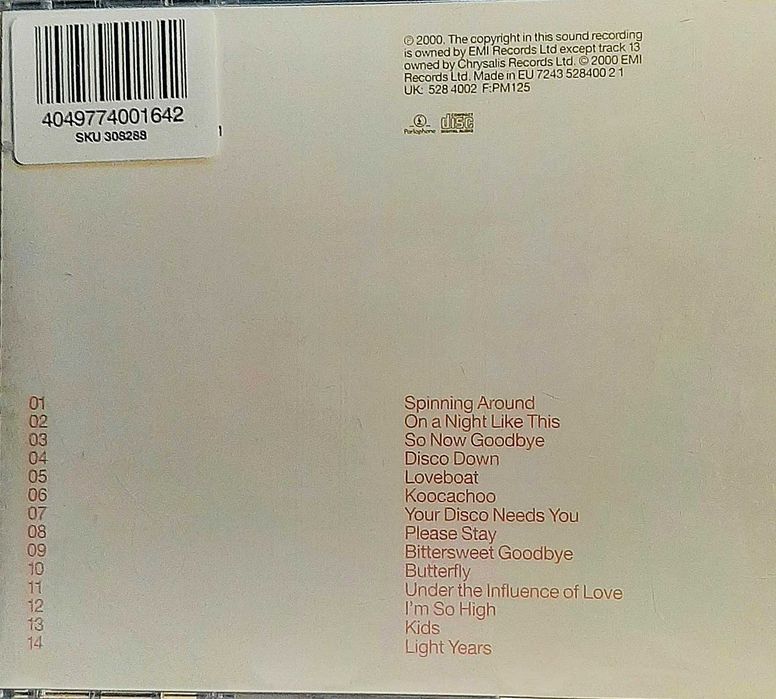 4049774001642
SKU 308288
℗ 2000. The copyright in this sound recording
is owned by EMI Records Ltd except track 13
owned by Chrysalis Records Ltd. © 2000 EMI
Records Ltd. Made in EU 7243 528400 2 1
UK: 528 4002 F:PM125
Parlophone
COMPACT
disc
DIGITAL AUDIO
01 Spinning Around
02 On a Night Like This
03 So Now Goodbye
04 Disco Down
05 Loveboat
06 Koocachoo
07 Your Disco Needs You
08 Please Stay
09 Bittersweet Goodbye
10 Butterfly
11 Under the Influence of Love
12 I'm So High
13 Kids
14 Light Years